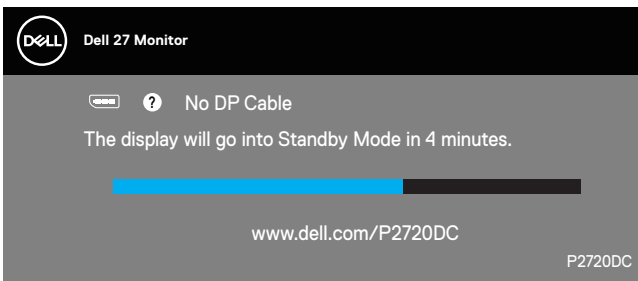 DELL Dell 27 Monitor
? No DP Cable
The display will go into Standby Mode in 4 minutes.
www.dell.com/P2720DC
P2720DC